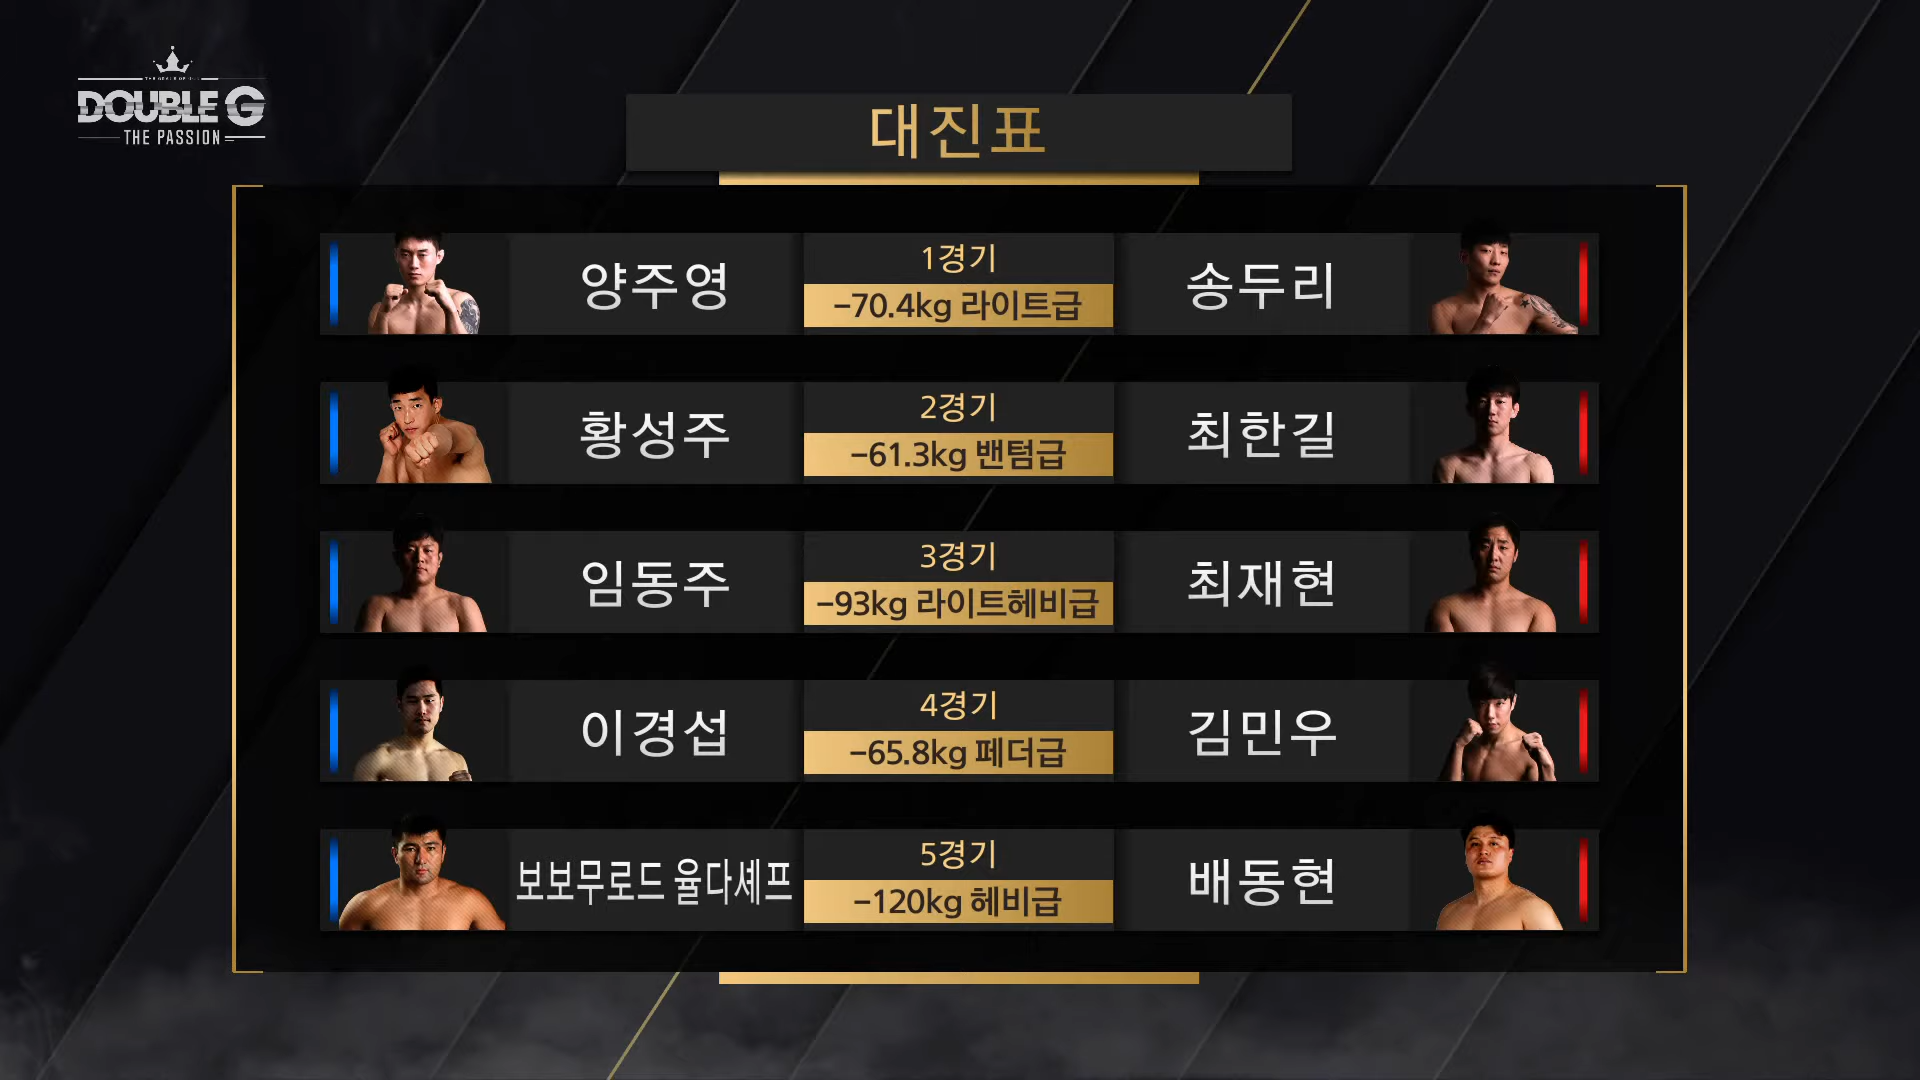 DOUBLE G
THE PASSION
대진표
양주영
1경기
-70.4kg 라이트급
송두리
황성주
2경기
-61.3kg 밴텀급
최한길
임동주
3경기
-93kg 라이트헤비급
최재현
이경섭
4경기
-65.8kg 페더급
김민우
보보무로드 율다셰프
5경기
-120kg 헤비급
배동현